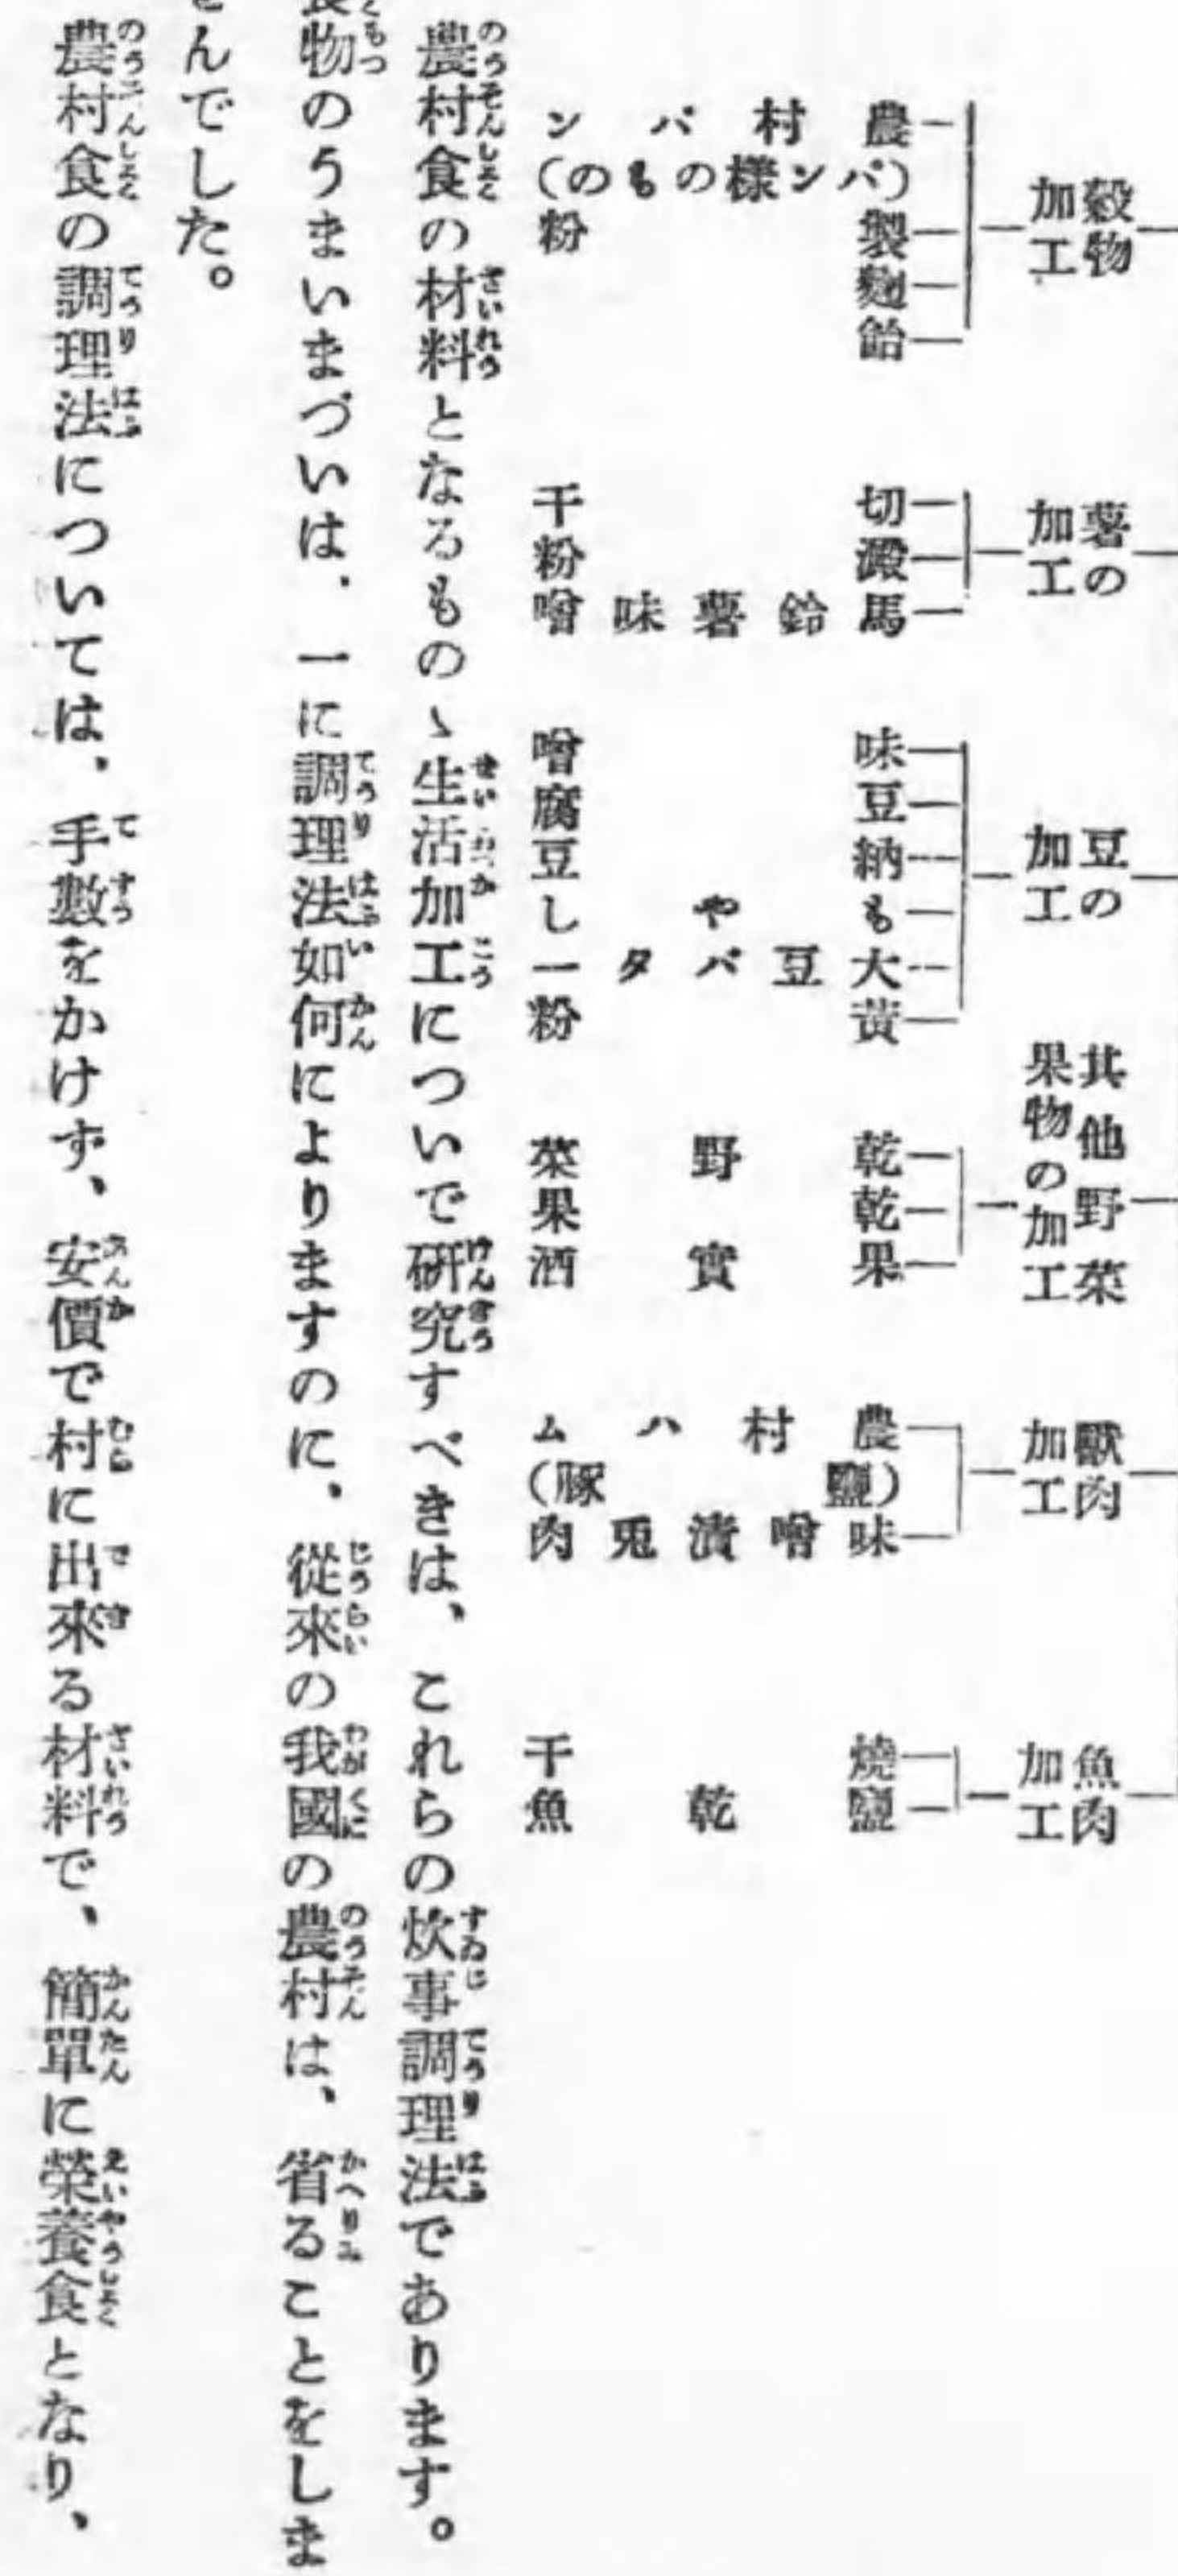 穀物
加工
農村パン
(パン様のもの)
製粉
麹
飴
薯の
加工
切干
澱粉
馬鈴薯味噌
豆の
加工
味噌
豆腐
納豆
もやし
大豆バター
黄粉
其他野菜
果物の加工
乾野菜
乾果
果實酒
獸肉
加工
農村ハム
(鹽豚)
味噌漬兎肉
魚肉
加工
燒干
鹽乾魚
農村食の材料となるものゝ生活加工についで研究すべきは、これらの炊事調理法であります。
食物のうまいまづいは、一に調理法如何によりますのに、從來の我國の農村は、省ることをしま
せんでした。
農村食の調理法については、手數をかけず、安價で村に出來る材料で、簡單に榮養食となり、